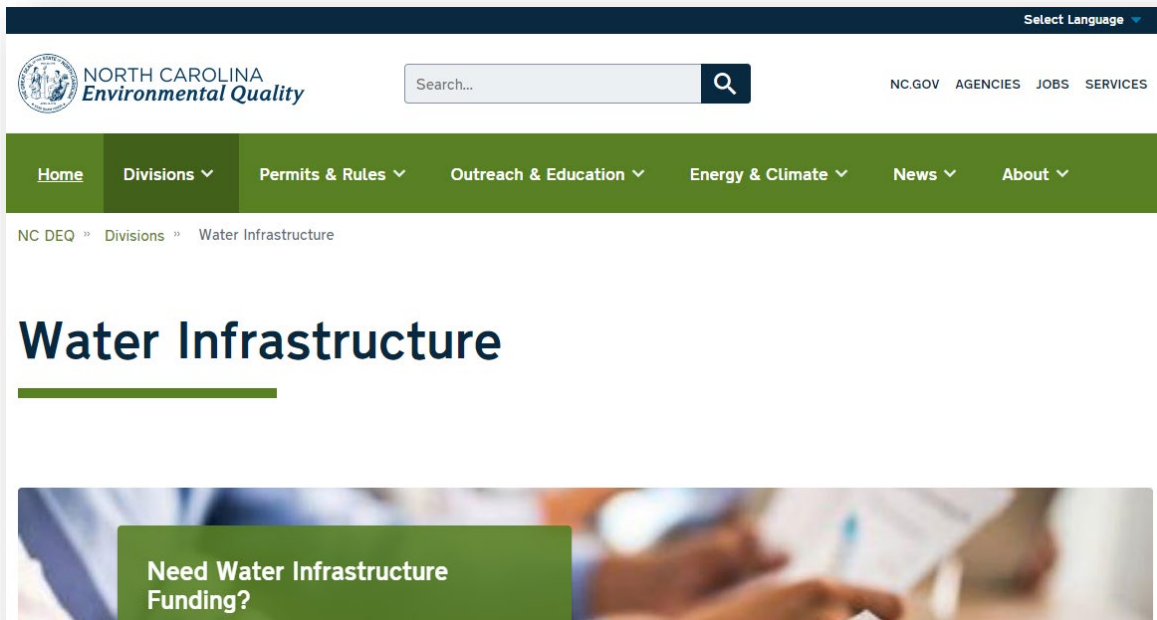 Select Language
NORTH CAROLINA
Environmental Quality
Search...
NC.GOV AGENCIES JOBS SERVICES
Home Divisions Permits & Rules Outreach & Education Energy & Climate News About
NC DEQ » Divisions » Water Infrastructure
Water Infrastructure
Need Water Infrastructure
Funding?